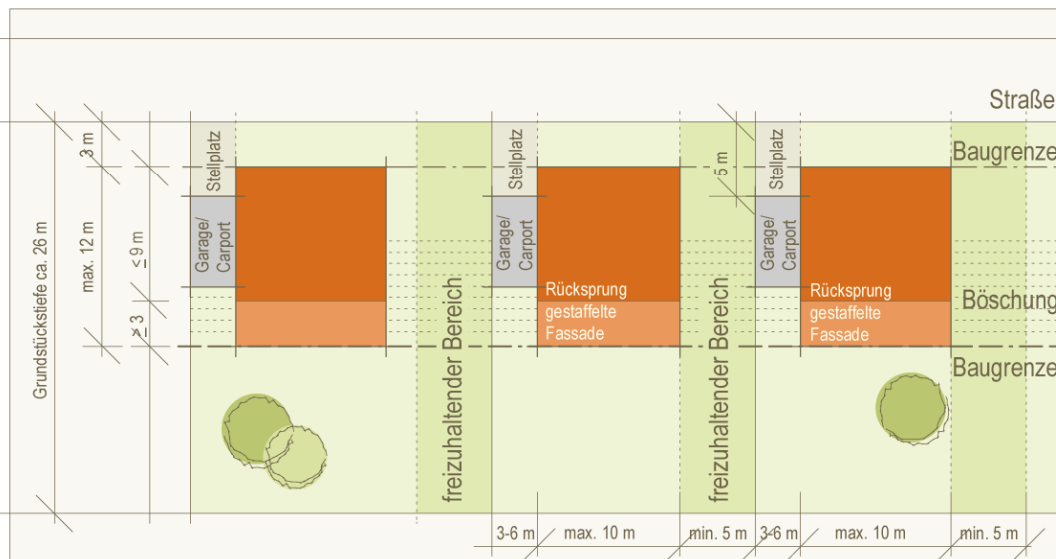 Straße
Baugrenze
Böschung
Baugrenze
Grundstückstiefe ca. 26 m
max. 12 m
3 m
≤ 9 m
≥ 3
Stellplatz
Garage/
Carport
freizuhaltender Bereich
Stellplatz
Garage/
Carport
Rücksprung
gestaffelte
Fassade
freizuhaltender Bereich
5 m
Stellplatz
Garage/
Carport
Rücksprung
gestaffelte
Fassade
3-6 m
max. 10 m
min. 5 m
3-6 m
max. 10 m
min. 5 m